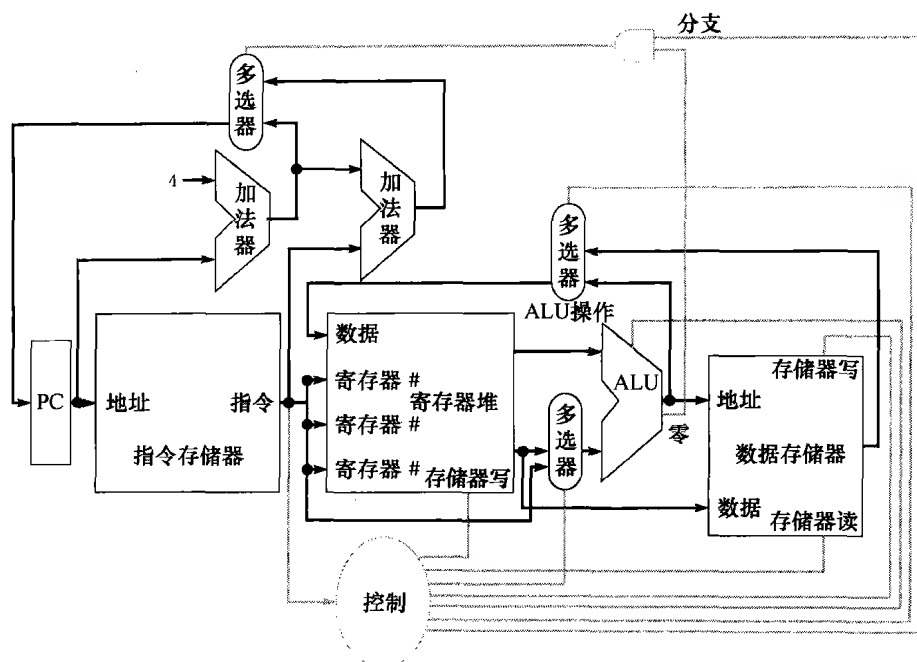 分支
多选器
4
加法器
加法器
多选器
ALU操作
数据
PC
地址
指令
指令存储器
寄存器 #
寄存器 #
寄存器 #
寄存器堆
存储器写
多选器
ALU
零
存储器写
地址
数据存储器
数据
存储器读
控制